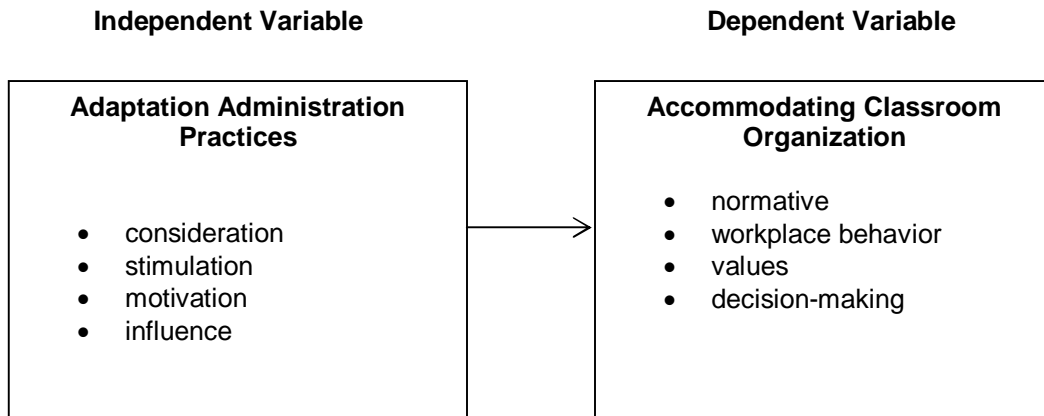 Independent Variable
Dependent Variable
Adaptation Administration
Practices
• consideration
• stimulation
• motivation
• influence
Accommodating Classroom
Organization
• normative
• workplace behavior
• values
• decision-making